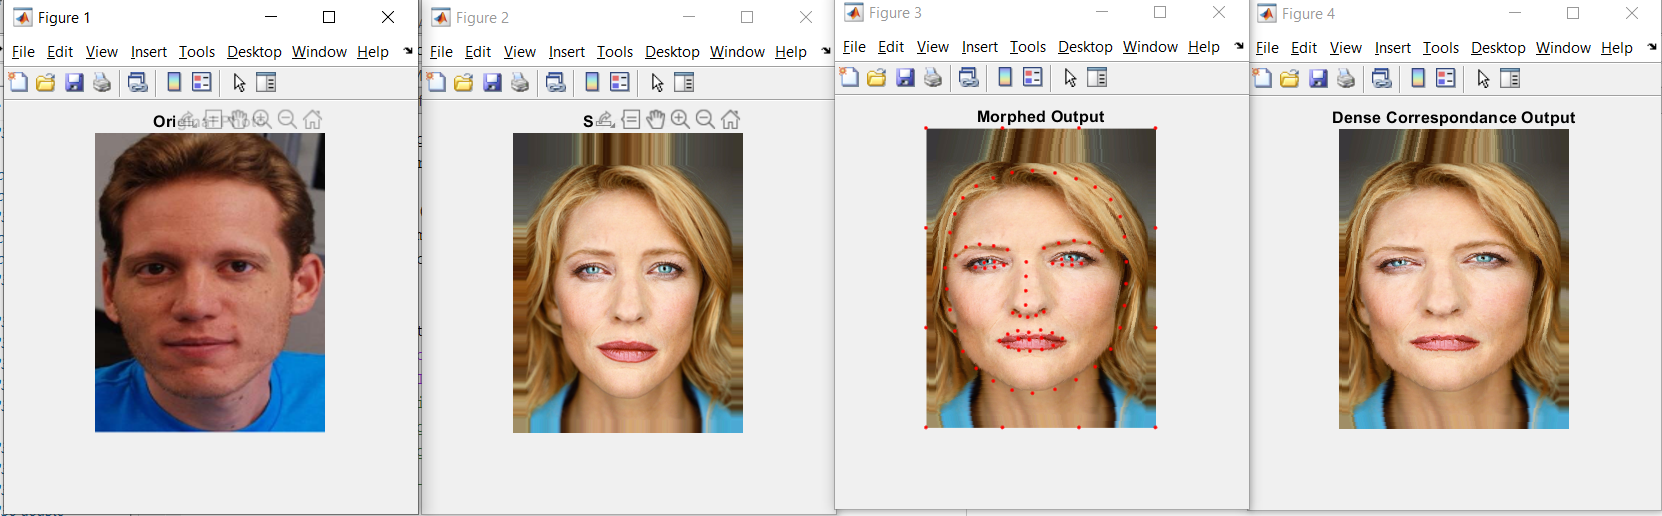 Figure 1
File Edit View Insert Tools Desktop Window Help
Figure 2
File Edit View Insert Tools Desktop Window Help
Figure 3
File Edit View Insert Tools Desktop Window Help
Morphed Output
Figure 4
File Edit View Insert Tools Desktop Window Help
Dense Correspondance Output